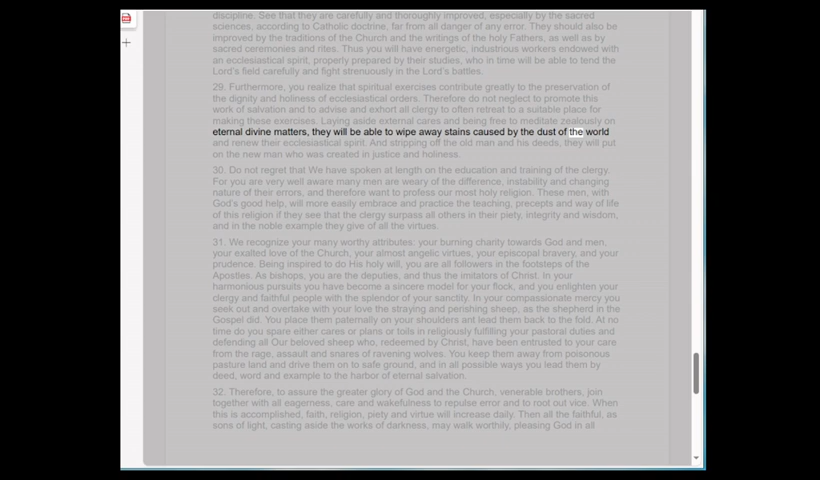 discipline. See that they are carefully and thoroughly improved, especially by the sacred
sciences, according to Catholic doctrine, far from all danger of any error. They should also be
improved by the traditions of the Church and the writings of the holy Fathers, as well as by
sacred ceremonies and rites. Thus you will have energetic, industrious workers endowed with
an ecclesiastical spirit, properly prepared by their studies, who in time will be able to tend the
Lord's field carefully and fight strenuously in the Lord's battles.
29. Furthermore, you realize that spiritual exercises contribute greatly to the preservation of
the dignity and holiness of ecclesiastical orders. Therefore do not neglect to promote this
work of salvation and to advise and exhort all clergy to often retreat to a suitable place for
making these exercises. Laying aside external cares and being free to meditate zealously on
eternal divine matters, they will be able to wipe away stains caused by the dust of the world
and renew their ecclesiastical spirit. And stripping off the old man and his deeds, they will put
on the new man who was created in justice and holiness.
30. Do not regret that We have spoken at length on the education and training of the clergy.
For you are very well aware many men are weary of the difference, instability and changing
nature of their errors, and therefore want to profess our most holy religion. These men, with
God's good help, will more easily embrace and practice the teaching, precepts and way of life
of this religion if they see that the clergy surpass all others in their piety, integrity and wisdom,
and in the noble example they give of all the virtues.
31. We recognize your many worthy attributes: your burning charity towards God and men,
your exalted love of the Church, your almost angelic virtues, your episcopal bravery, and your
prudence. Being inspired to do His holy will, you are all followers in the footsteps of the
Apostles. As bishops, you are the deputies, and thus the imitators of Christ. In your
harmonious pursuits you have become a sincere model for your flock, and you enlighten your
clergy and faithful people with the splendor of your sanctity. In your compassionate mercy you
seek out and overtake with your love the straying and perishing sheep, as the shepherd in the
Gospel did. You place them paternally on your shoulders ant lead them back to the fold. At no
time do you spare either cares or plans or toils in religiously fulfilling your pastoral duties and
defending all Our beloved sheep who, redeemed by Christ, have been entrusted to your care
from the rage, assault and snares of ravening wolves. You keep them away from poisonous
pasture land and drive them on to safe ground, and in all possible ways you lead them by
deed, word and example to the harbor of eternal salvation.
32. Therefore, to assure the greater glory of God and the Church, venerable brothers, join
together with all eagerness, care and wakefulness to repulse error and to root out vice. When
this is accomplished, faith, religion, piety and virtue will increase daily. Then all the faithful, as
sons of light, casting aside the works of darkness, may walk worthily, pleasing God in all